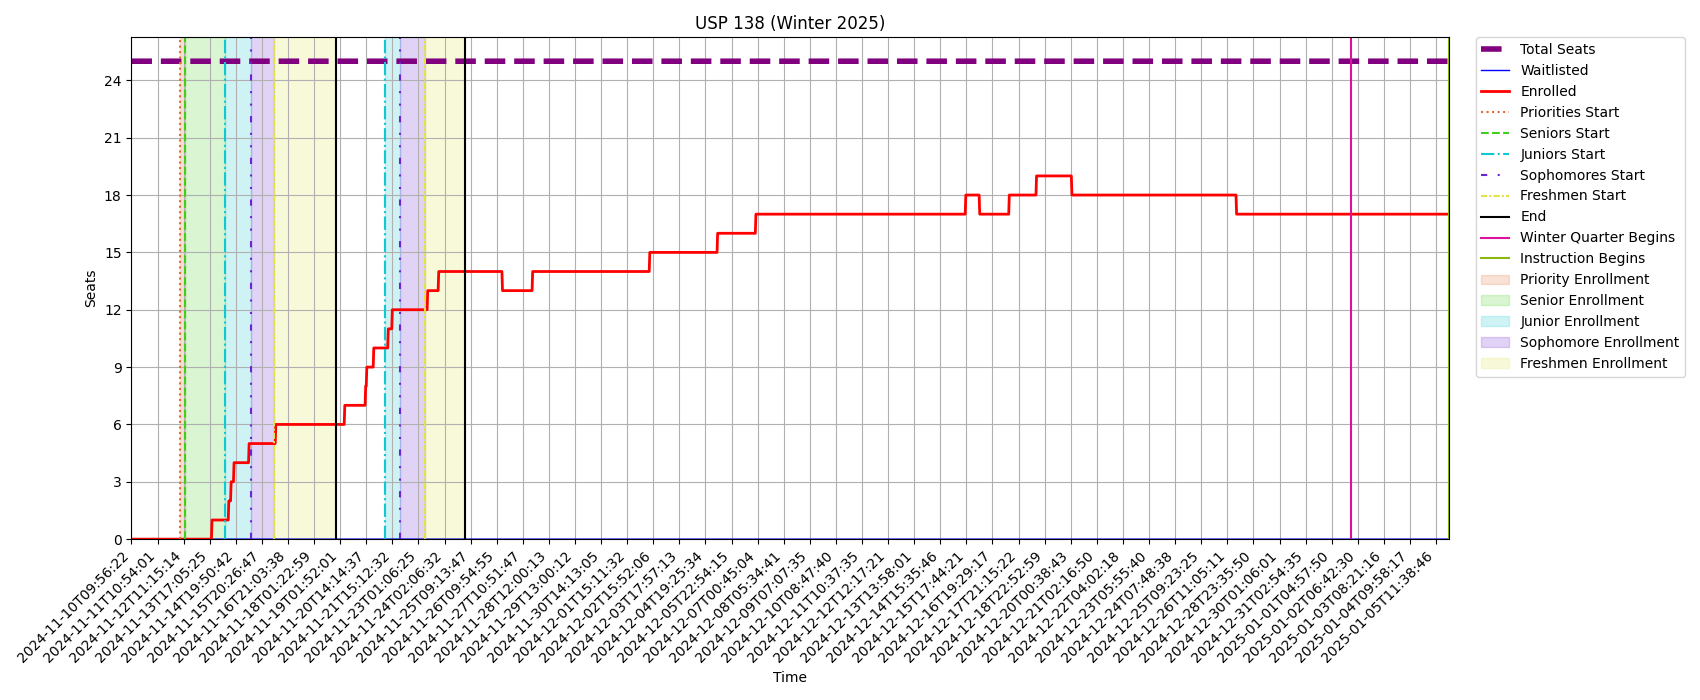 USP 138 (Winter 2025)
Seats
24
21
18
15
12
9
6
3
0
2024-11-10T09:56:22
2024-11-11T10:54:01
2024-11-12T11:15:14
2024-11-13T17:05:25
2024-11-14T19:50:42
2024-11-15T20:26:47
2024-11-16T21:03:38
2024-11-18T01:22:59
2024-11-19T01:52:01
2024-11-20T14:14:37
2024-11-21T15:12:32
2024-11-23T01:06:25
2024-11-24T02:06:32
2024-11-25T09:13:47
2024-11-26T09:54:55
2024-11-27T10:51:47
2024-11-28T12:00:13
2024-11-29T13:00:12
2024-11-30T14:13:05
2024-12-01T15:11:32
2024-12-02T15:52:06
2024-12-03T17:57:13
2024-12-04T19:25:34
2024-12-05T22:54:15
2024-12-07T00:45:04
2024-12-08T05:34:41
2024-12-09T07:07:35
2024-12-10T08:47:40
2024-12-11T10:37:35
2024-12-12T12:17:21
2024-12-13T13:58:01
2024-12-14T15:35:46
2024-12-15T17:44:21
2024-12-16T19:29:17
2024-12-17T21:15:22
2024-12-18T22:52:59
2024-12-20T00:38:43
2024-12-21T02:16:50
2024-12-22T04:02:18
2024-12-23T05:55:40
2024-12-24T07:48:38
2024-12-25T09:23:25
2024-12-26T11:05:11
2024-12-28T23:35:50
2024-12-30T01:06:01
2024-12-31T02:54:35
2025-01-01T04:57:50
2025-01-02T06:42:30
2025-01-03T08:21:16
2025-01-04T09:58:17
2025-01-05T11:38:46
Time
Total Seats
Waitlisted
Enrolled
Priorities Start
Seniors Start
Juniors Start
Sophomores Start
Freshmen Start
End
Winter Quarter Begins
Instruction Begins
Priority Enrollment
Senior Enrollment
Junior Enrollment
Sophomore Enrollment
Freshmen Enrollment